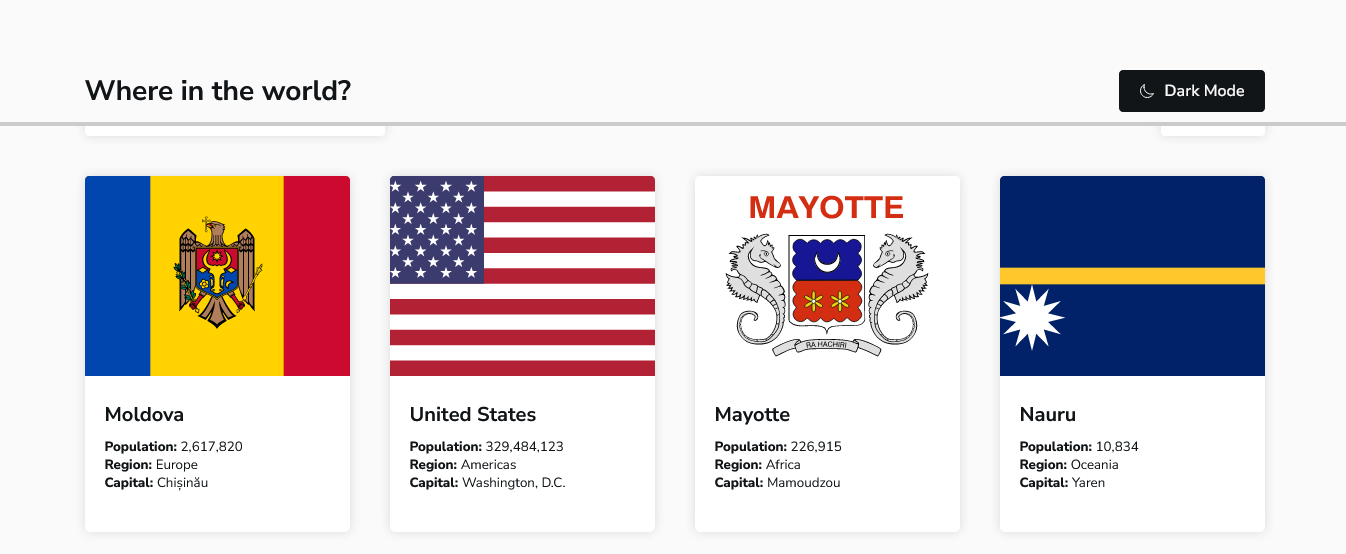 Where in the world?
Dark Mode
MAYOTTE
RA HACHIRI
Moldova
Population: 2,617,820
Region: Europe
Capital: Chișinău
United States
Population: 329,484,123
Region: Americas
Capital: Washington, D.C.
Mayotte
Population: 226,915
Region: Africa
Capital: Mamoudzou
Nauru
Population: 10,834
Region: Oceania
Capital: Yaren